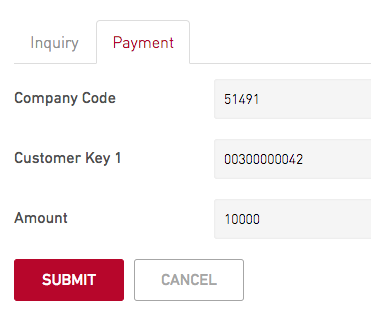 Inquiry Payment
Company Code 51491
Customer Key 1 00300000042
Amount 10000
SUBMIT CANCEL